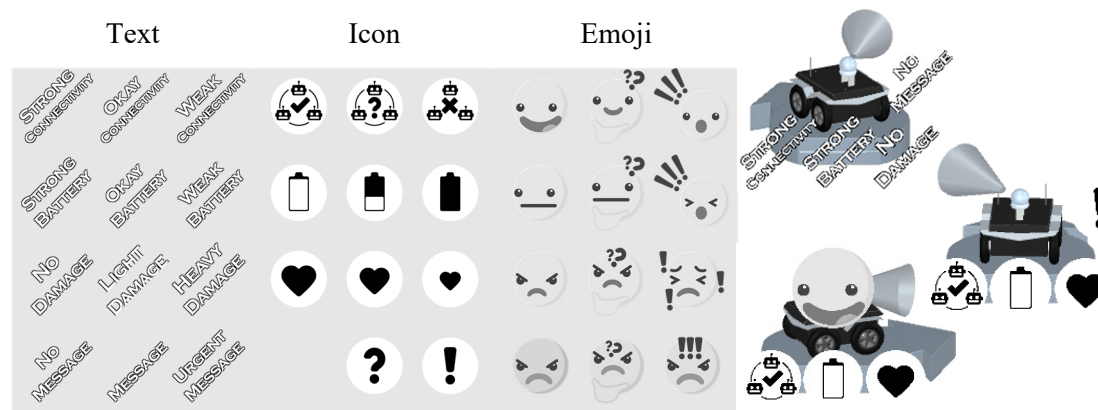 Text Icon Emoji
STRONG CONNECTIVITY
OKAY CONNECTIVITY
WEAK CONNECTIVITY
?
??
!!!
STRONG BATTERY
OKAY BATTERY
WEAK BATTERY
??
!!!
NO DAMAGE
LIGHT DAMAGE
HEAVY DAMAGE
??
!
!
!
NO MESSAGE
MESSAGE
URGENT MESSAGE
?
!
??
!!!
NO MESSAGE
STRONG CONNECTIVITY
STRONG BATTERY
NO DAMAGE
!